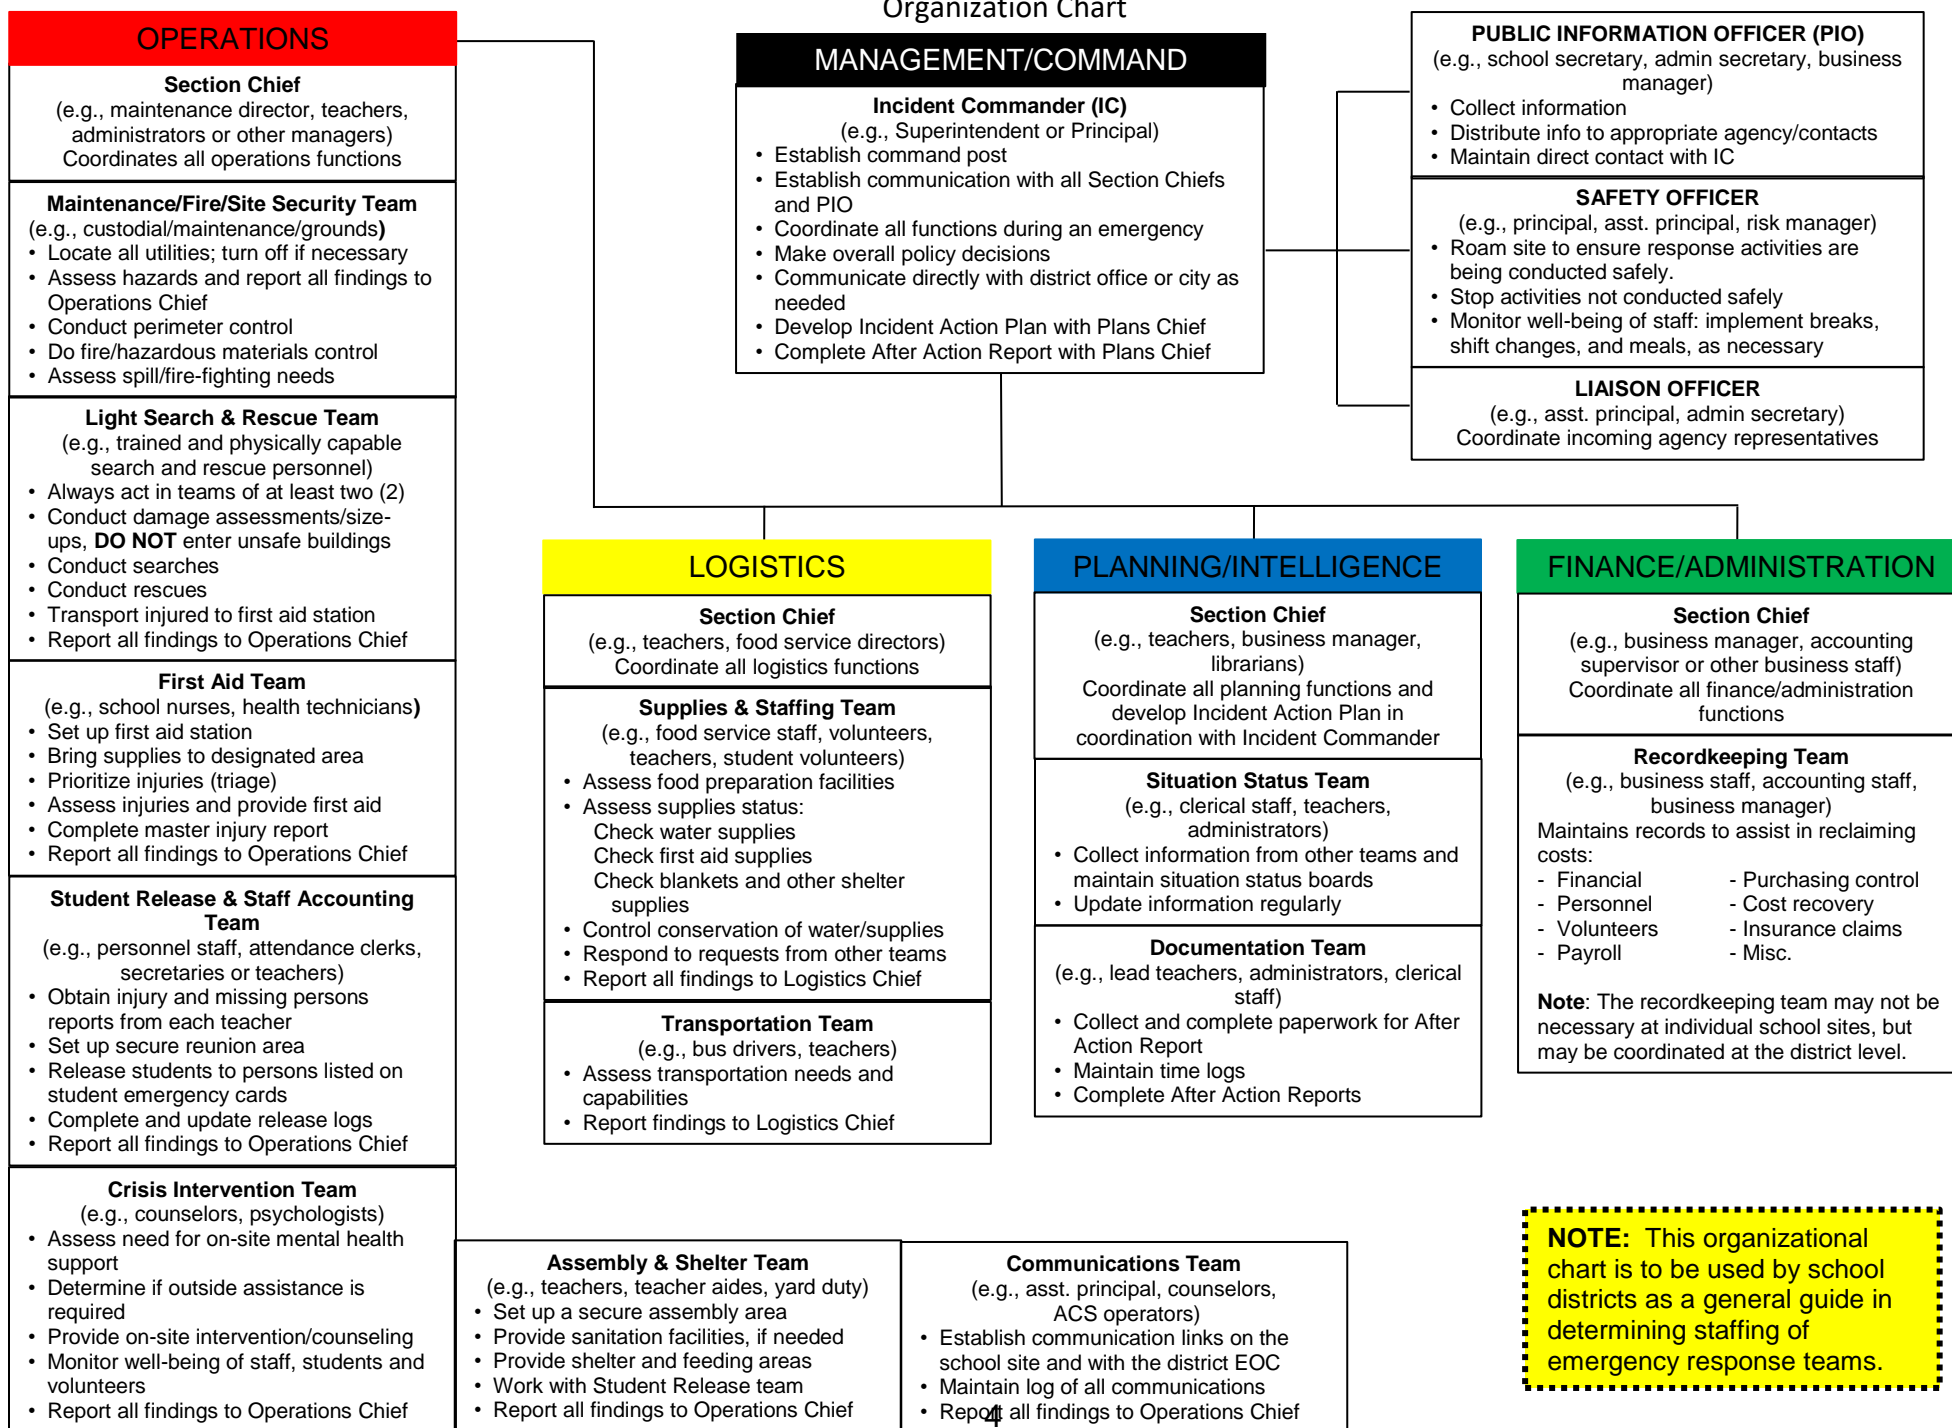 Organization Chart
OPERATIONS
Section Chief
(e.g., maintenance director, teachers,
administrators or other managers)
Coordinates all operations functions
Maintenance/Fire/Site Security Team
(e.g., custodial/maintenance/grounds)
• Locate all utilities; turn off if necessary
• Assess hazards and report all findings to
Operations Chief
• Conduct perimeter control
• Do fire/hazardous materials control
• Assess spill/fire-fighting needs
Light Search & Rescue Team
(e.g., trained and physically capable
search and rescue personnel)
• Always act in teams of at least two (2)
• Conduct damage assessments/size-
ups, DO NOT enter unsafe buildings
• Conduct searches
• Conduct rescues
• Transport injured to first aid station
• Report all findings to Operations Chief
First Aid Team
(e.g., school nurses, health technicians)
• Set up first aid station
• Bring supplies to designated area
• Prioritize injuries (triage)
• Assess injuries and provide first aid
• Complete master injury report
• Report all findings to Operations Chief
Student Release & Staff Accounting
Team
(e.g., personnel staff, attendance clerks,
secretaries or teachers)
• Obtain injury and missing persons
reports from each teacher
• Set up secure reunion area
• Release students to persons listed on
student emergency cards
• Complete and update release logs
• Report all findings to Operations Chief
Crisis Intervention Team
(e.g., counselors, psychologists)
• Assess need for on-site mental health
support
• Determine if outside assistance is
required
• Provide on-site intervention/counseling
• Monitor well-being of staff, students and
volunteers
• Report all findings to Operations Chief
Assembly & Shelter Team
(e.g., teachers, teacher aides, yard duty)
• Set up a secure assembly area
• Provide sanitation facilities, if needed
• Provide shelter and feeding areas
• Work with Student Release team
• Report all findings to Operations Chief
Communications Team
(e.g., asst. principal, counselors,
ACS operators)
• Establish communication links on the
school site and with the district EOC
• Maintain log of all communications
• Report all findings to Operations Chief
MANAGEMENT/COMMAND
Incident Commander (IC)
(e.g., Superintendent or Principal)
• Establish command post
• Establish communication with all Section Chiefs
and PIO
• Coordinate all functions during an emergency
• Make overall policy decisions
• Communicate directly with district office or city as
needed
• Develop Incident Action Plan with Plans Chief
• Complete After Action Report with Plans Chief
PUBLIC INFORMATION OFFICER (PIO)
(e.g., school secretary, admin secretary, business
manager)
• Collect information
• Distribute info to appropriate agency/contacts
• Maintain direct contact with IC
SAFETY OFFICER
(e.g., principal, asst. principal, risk manager)
• Roam site to ensure response activities are
being conducted safely.
• Stop activities not conducted safely
• Monitor well-being of staff: implement breaks,
shift changes, and meals, as necessary
LIAISON OFFICER
(e.g., asst. principal, admin secretary)
Coordinate incoming agency representatives
LOGISTICS
Section Chief
(e.g., teachers, food service directors)
Coordinate all logistics functions
Supplies & Staffing Team
(e.g., food service staff, volunteers,
teachers, student volunteers)
• Assess food preparation facilities
• Assess supplies status:
Check water supplies
Check first aid supplies
Check blankets and other shelter
supplies
• Control conservation of water/supplies
• Respond to requests from other teams
• Report all findings to Logistics Chief
Transportation Team
(e.g., bus drivers, teachers)
• Assess transportation needs and
capabilities
• Report findings to Logistics Chief
PLANNING/INTELLIGENCE
Section Chief
(e.g., teachers, business manager,
librarians)
Coordinate all planning functions and
develop Incident Action Plan in
coordination with Incident Commander
Situation Status Team
(e.g., clerical staff, teachers,
administrators)
• Collect information from other teams and
maintain situation status boards
• Update information regularly
Documentation Team
(e.g., lead teachers, administrators, clerical
staff)
• Collect and complete paperwork for After
Action Report
• Maintain time logs
• Complete After Action Reports
FINANCE/ADMINISTRATION
Section Chief
(e.g., business manager, accounting
supervisor or other business staff)
Coordinate all finance/administration
functions
Recordkeeping Team
(e.g., business staff, accounting staff,
business manager)
Maintains records to assist in reclaiming
costs:
- Financial - Purchasing control
- Personnel - Cost recovery
- Volunteers - Insurance claims
- Payroll - Misc.
Note: The recordkeeping team may not be
necessary at individual school sites, but
may be coordinated at the district level.
NOTE: This organizational
chart is to be used by school
districts as a general guide in
determining staffing of
emergency response teams.
4